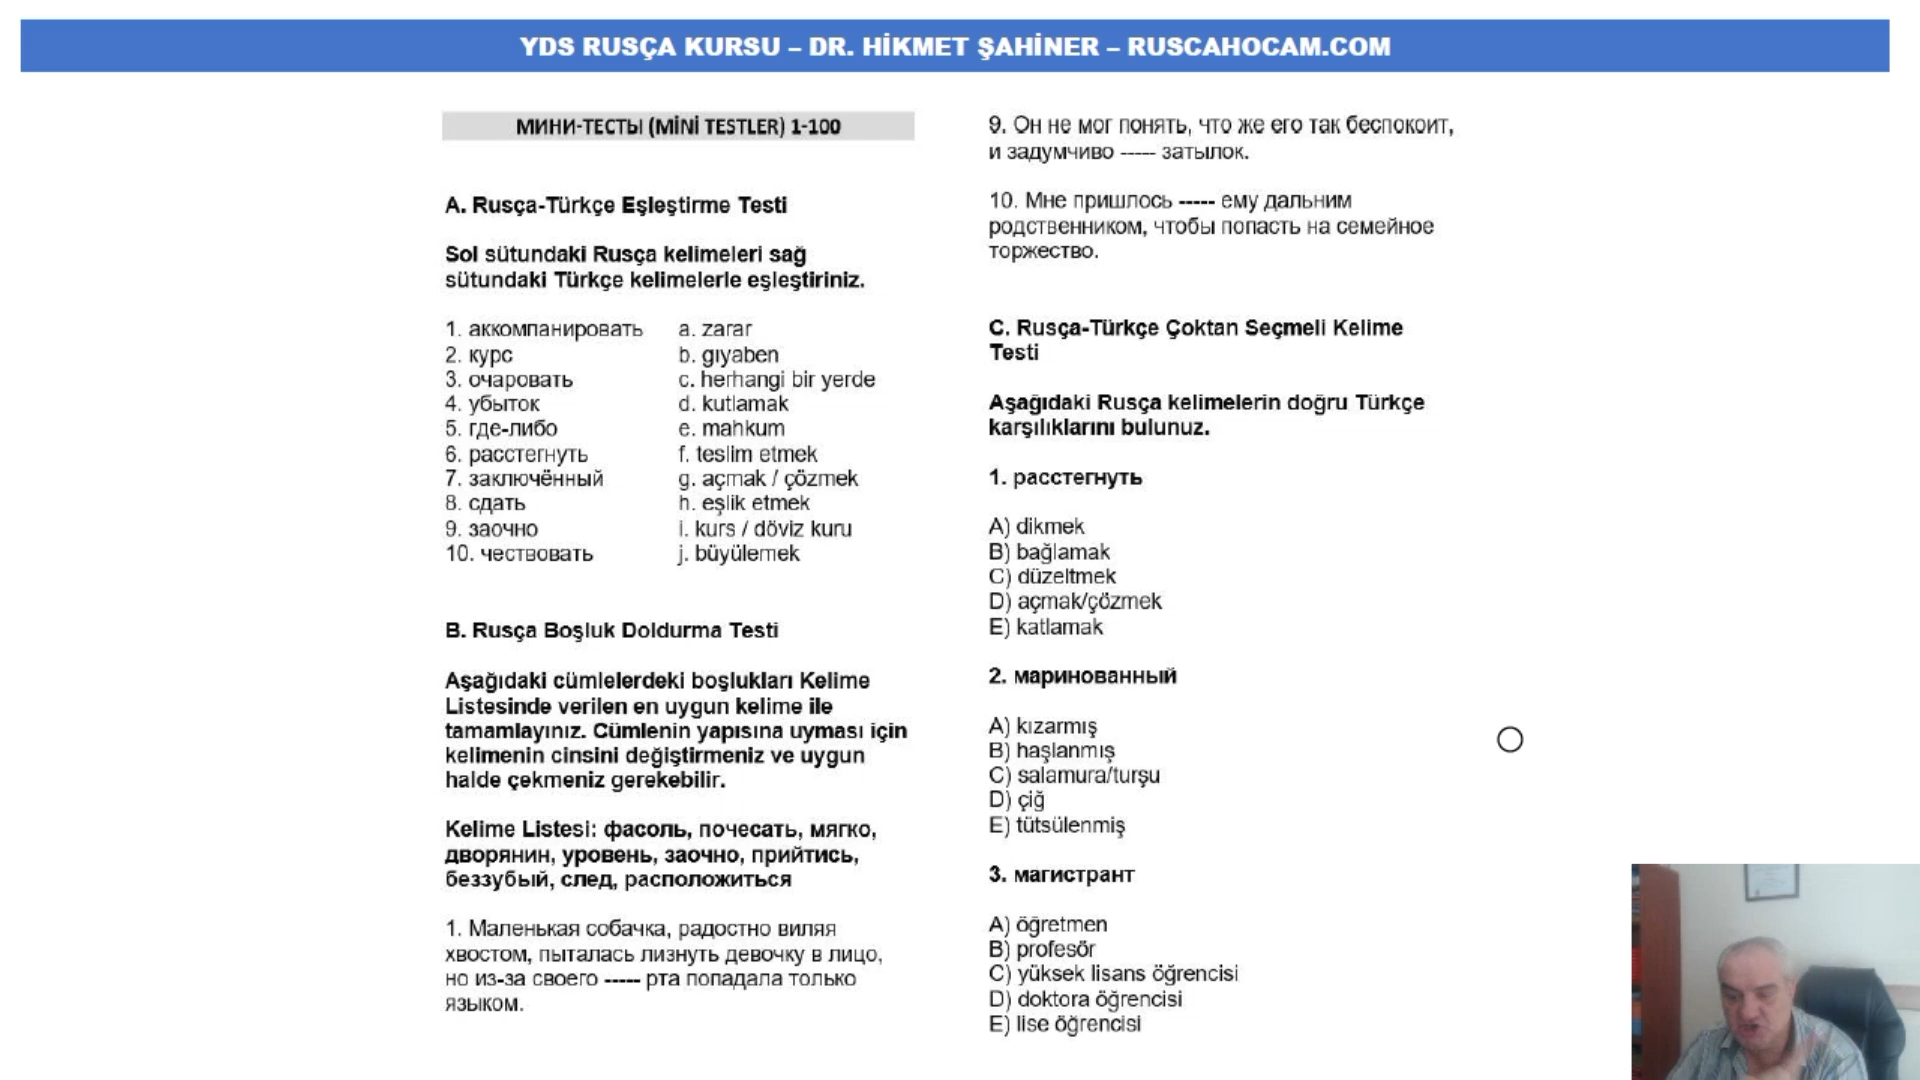 YDS RUSÇA KURSU – DR. HİKMET ŞAHİNER – RUSCAHOCAM.COM
МИНИ-ТЕСТЫ (MİNİ TESTLER) 1-100
A. Rusça-Türkçe Eşleştirme Testi
Sol sütundaki Rusça kelimeleri sağ
sütundaki Türkçe kelimelerle eşleştiriniz.
1. аккомпанировать a. zarar
2. курс b. gıyaben
3. очаровать c. herhangi bir yerde
4. убыток d. kutlamak
5. где-либо e. mahkum
6. расстегнуть f. teslim etmek
7. заключённый g. açmak / çözmek
8. сдать h. eşlik etmek
9. заочно i. kurs / döviz kuru
10. чествовать j. büyülemek
B. Rusça Boşluk Doldurma Testi
Aşağıdaki cümlelerdeki boşlukları Kelime
Listesinde verilen en uygun kelime ile
tamamlayınız. Cümlenin yapısına uyması için
kelimenin cinsini değiştirmeniz ve uygun
halde çekmeniz gerekebilir.
Kelime Listesi: фасоль, почесать, мягко,
дворянин, уровень, заочно, прийтись,
беззубый, след, расположиться
1. Маленькая собачка, радостно виляя
хвостом, пыталась лизнуть девочку в лицо,
но из-за своего ----- рта попадала только
языком.
9. Он не мог понять, что же его так беспокоит,
и задумчиво ----- затылок.
10. Мне пришлось ----- ему дальним
родственником, чтобы попасть на семейное
торжество.
C. Rusça-Türkçe Çoktan Seçmeli Kelime
Testi
Aşağıdaki Rusça kelimelerin doğru Türkçe
karşılıklarını bulunuz.
1. расстегнуть
A) dikmek
B) bağlamak
C) düzeltmek
D) açmak/çözmek
E) katlamak
2. маринованный
A) kızarmış
B) haşlanmış
C) salamura/turşu
D) çiğ
E) tütsülenmiş
3. магистрант
A) öğretmen
B) profesör
C) yüksek lisans öğrencisi
D) doktora öğrencisi
E) lise öğrencisi